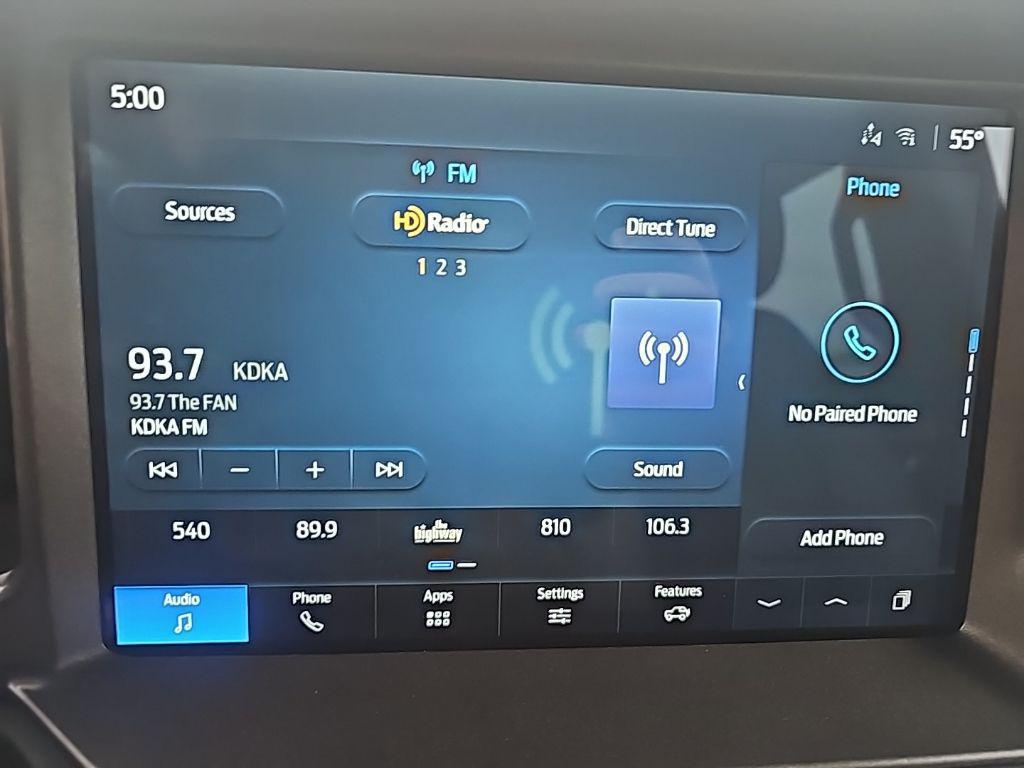 5:00
55°
FM
Phone
Sources
HD Radio
Direct Tune
1 2 3
93.7 KDKA
93.7 The FAN
KDKA FM
No Paired Phone
Sound
540 89.9 the highway 810 106.3
Add Phone
Audio Phone Apps Settings Features